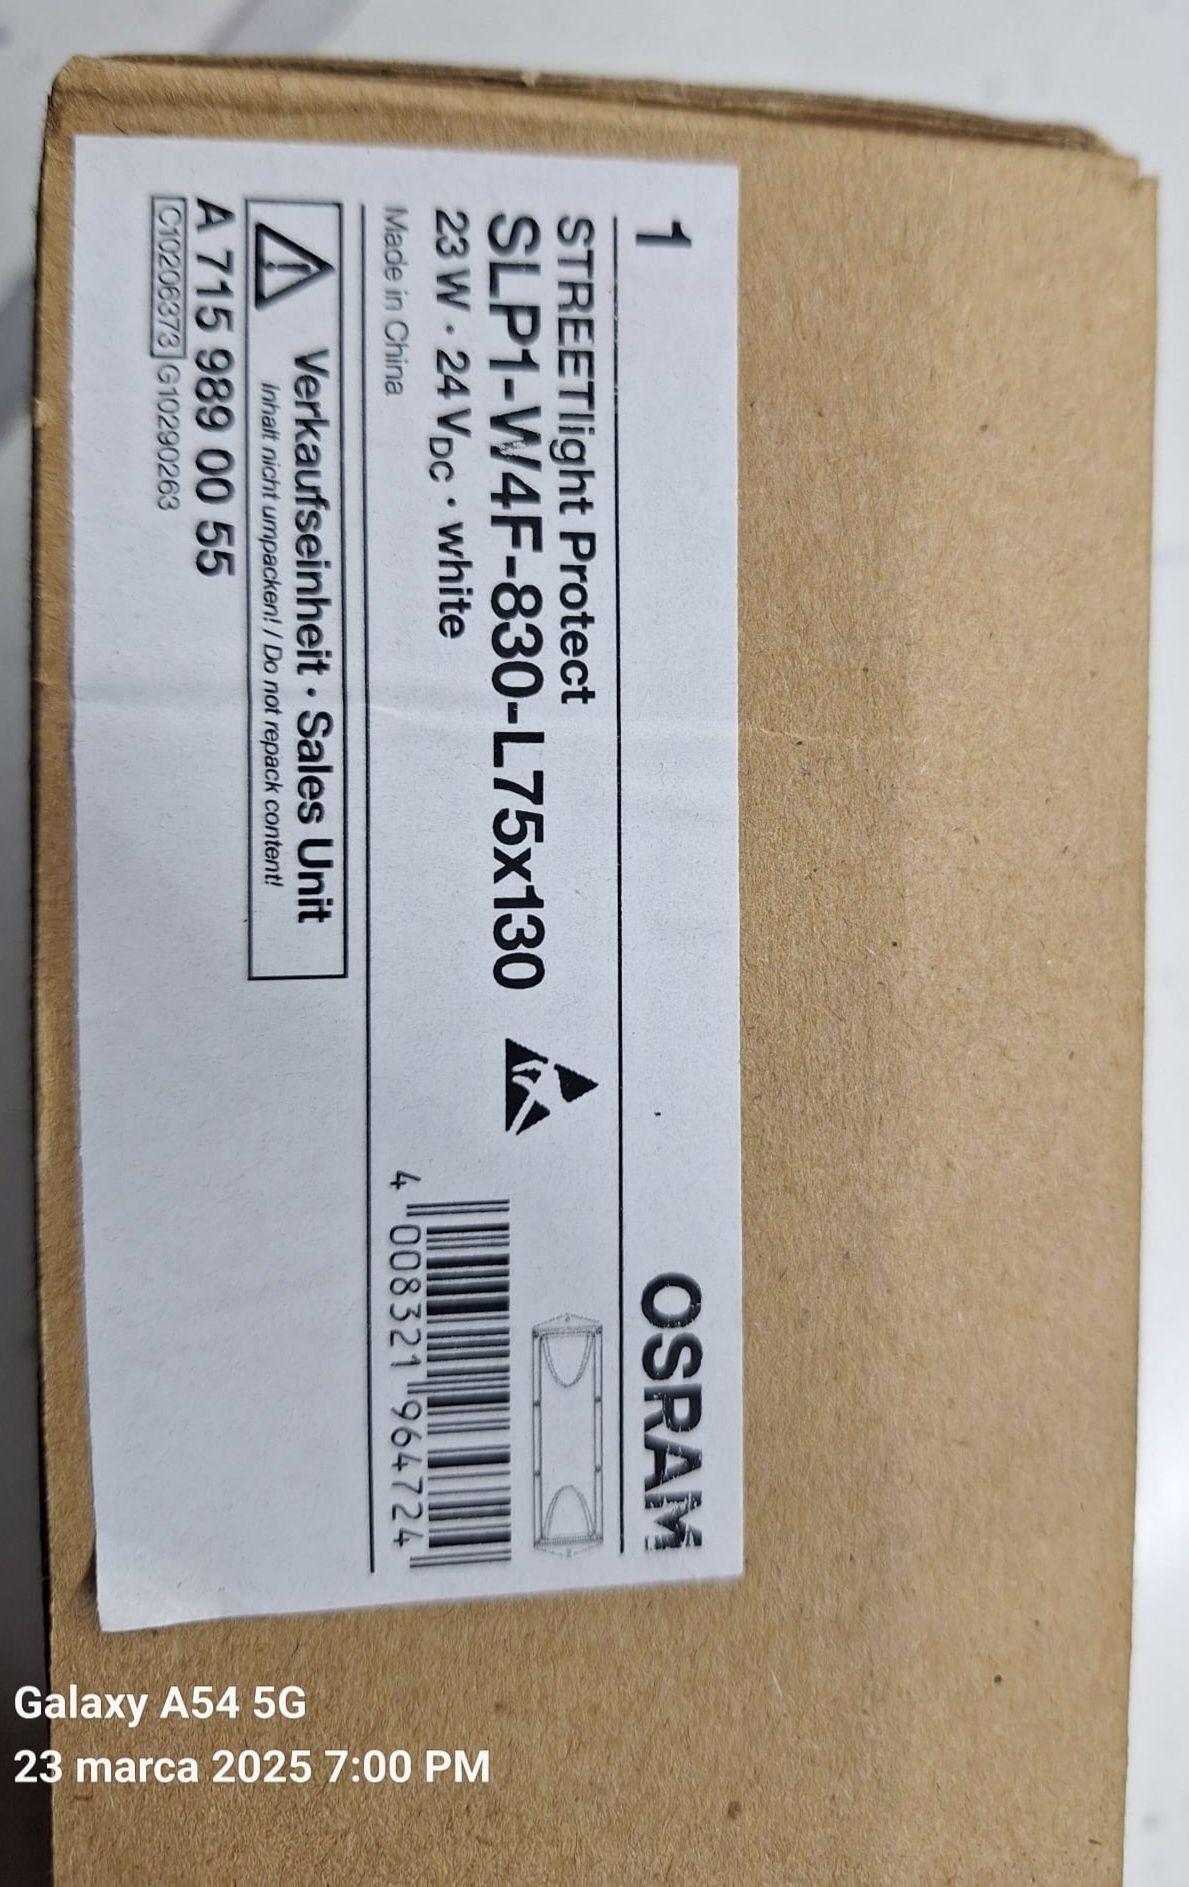 1 OSRAM
STREETlight Protect
SLP1-W4F-830-L75x130
23 W · 24 VDC · white
Made in China
4 008321 964724
Verkaufseinheit · Sales Unit
Inhalt nicht umpacken! / Do not repack content!
A 715 989 00 55
C10206373 G10290263
Galaxy A54 5G
23 marca 2025 7:00 PM